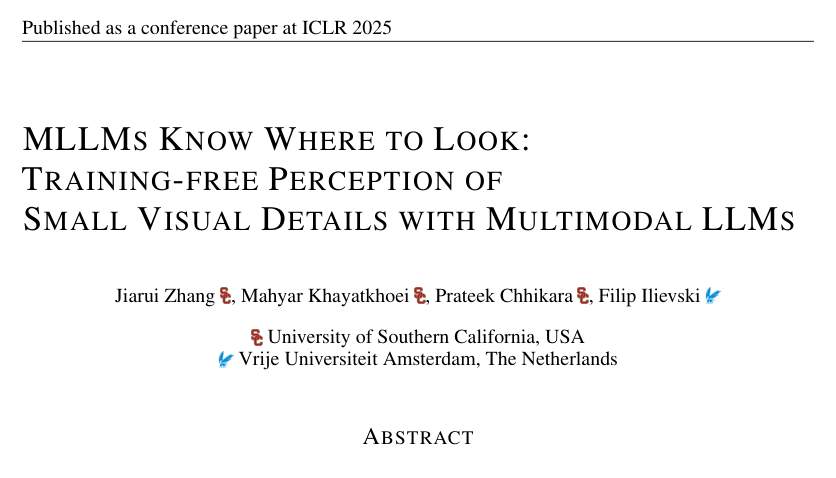 Published as a conference paper at ICLR 2025
MLLMs Know Where to Look:
Training-free Perception of
Small Visual Details with Multimodal LLMs
Jiarui Zhang, Mahyar Khayatkhoei, Prateek Chhikara, Filip Ilievski
University of Southern California, USA
Vrije Universiteit Amsterdam, The Netherlands
Abstract